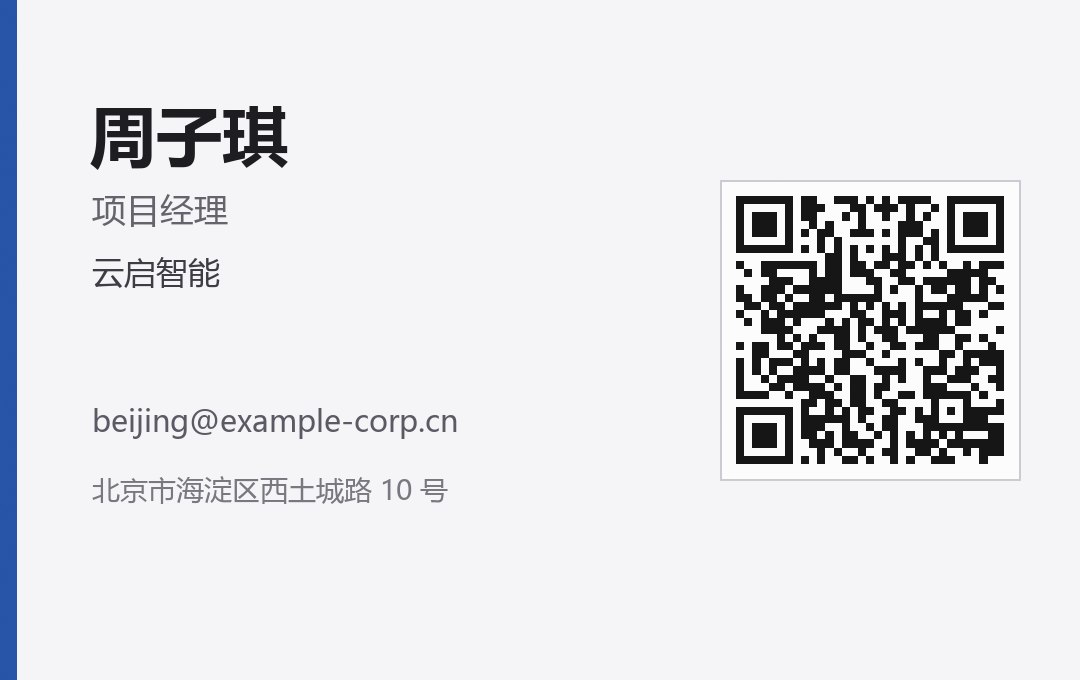 周子琪
项目经理
云启智能
beijing@example-corp.cn
北京市海淀区西土城路 10 号